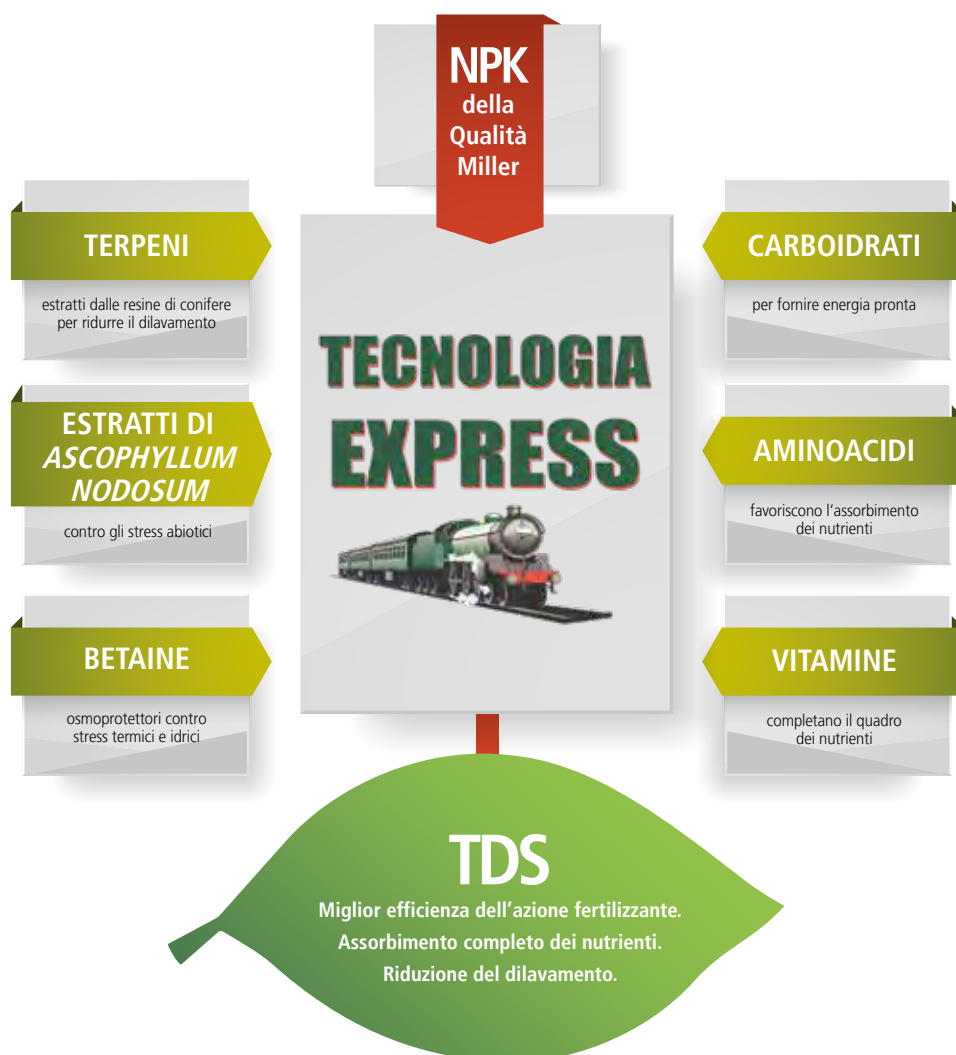 NPK
della
Qualità
Miller
TERPENI
estratti dalle resine di conifere
per ridurre il dilavamento
ESTRATTI DI
ASCOPHYLLUM
NODOSUM
contro gli stress abiotici
BETAINE
osmoprotettori contro
stress termici e idrici
TECNOLOGIA
EXPRESS
CARBOIDRATI
per fornire energia pronta
AMINOACIDI
favoriscono l'assorbimento
dei nutrienti
VITAMINE
completano il quadro
dei nutrienti
TDS
Miglior efficienza dell'azione fertilizzante.
Assorbimento completo dei nutrienti.
Riduzione del dilavamento.